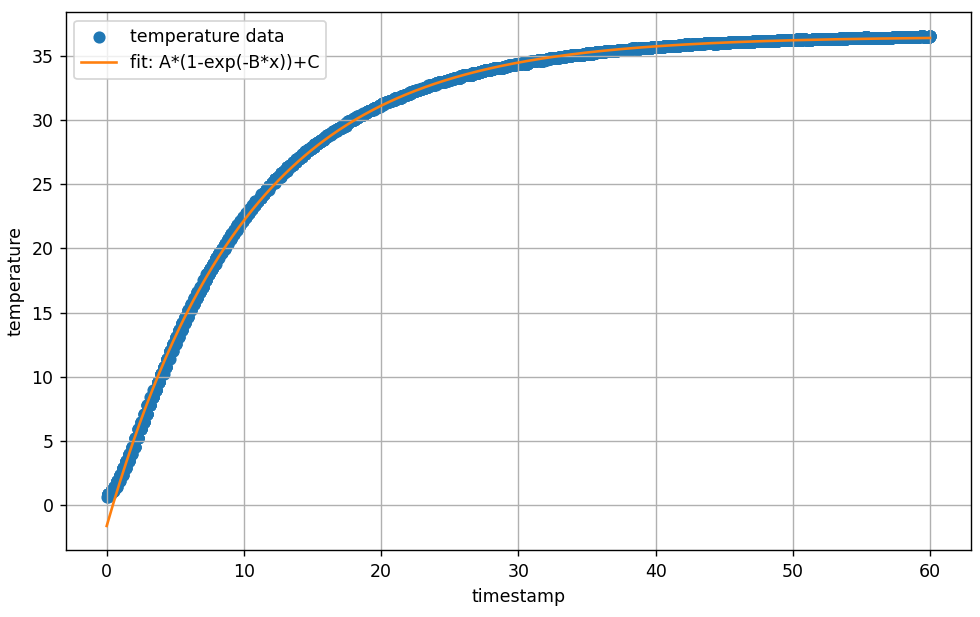 temperature data
fit: A*(1-exp(-B*x))+C
35
30
25
20
15
10
5
0
temperature
0 10 20 30 40 50 60
timestamp